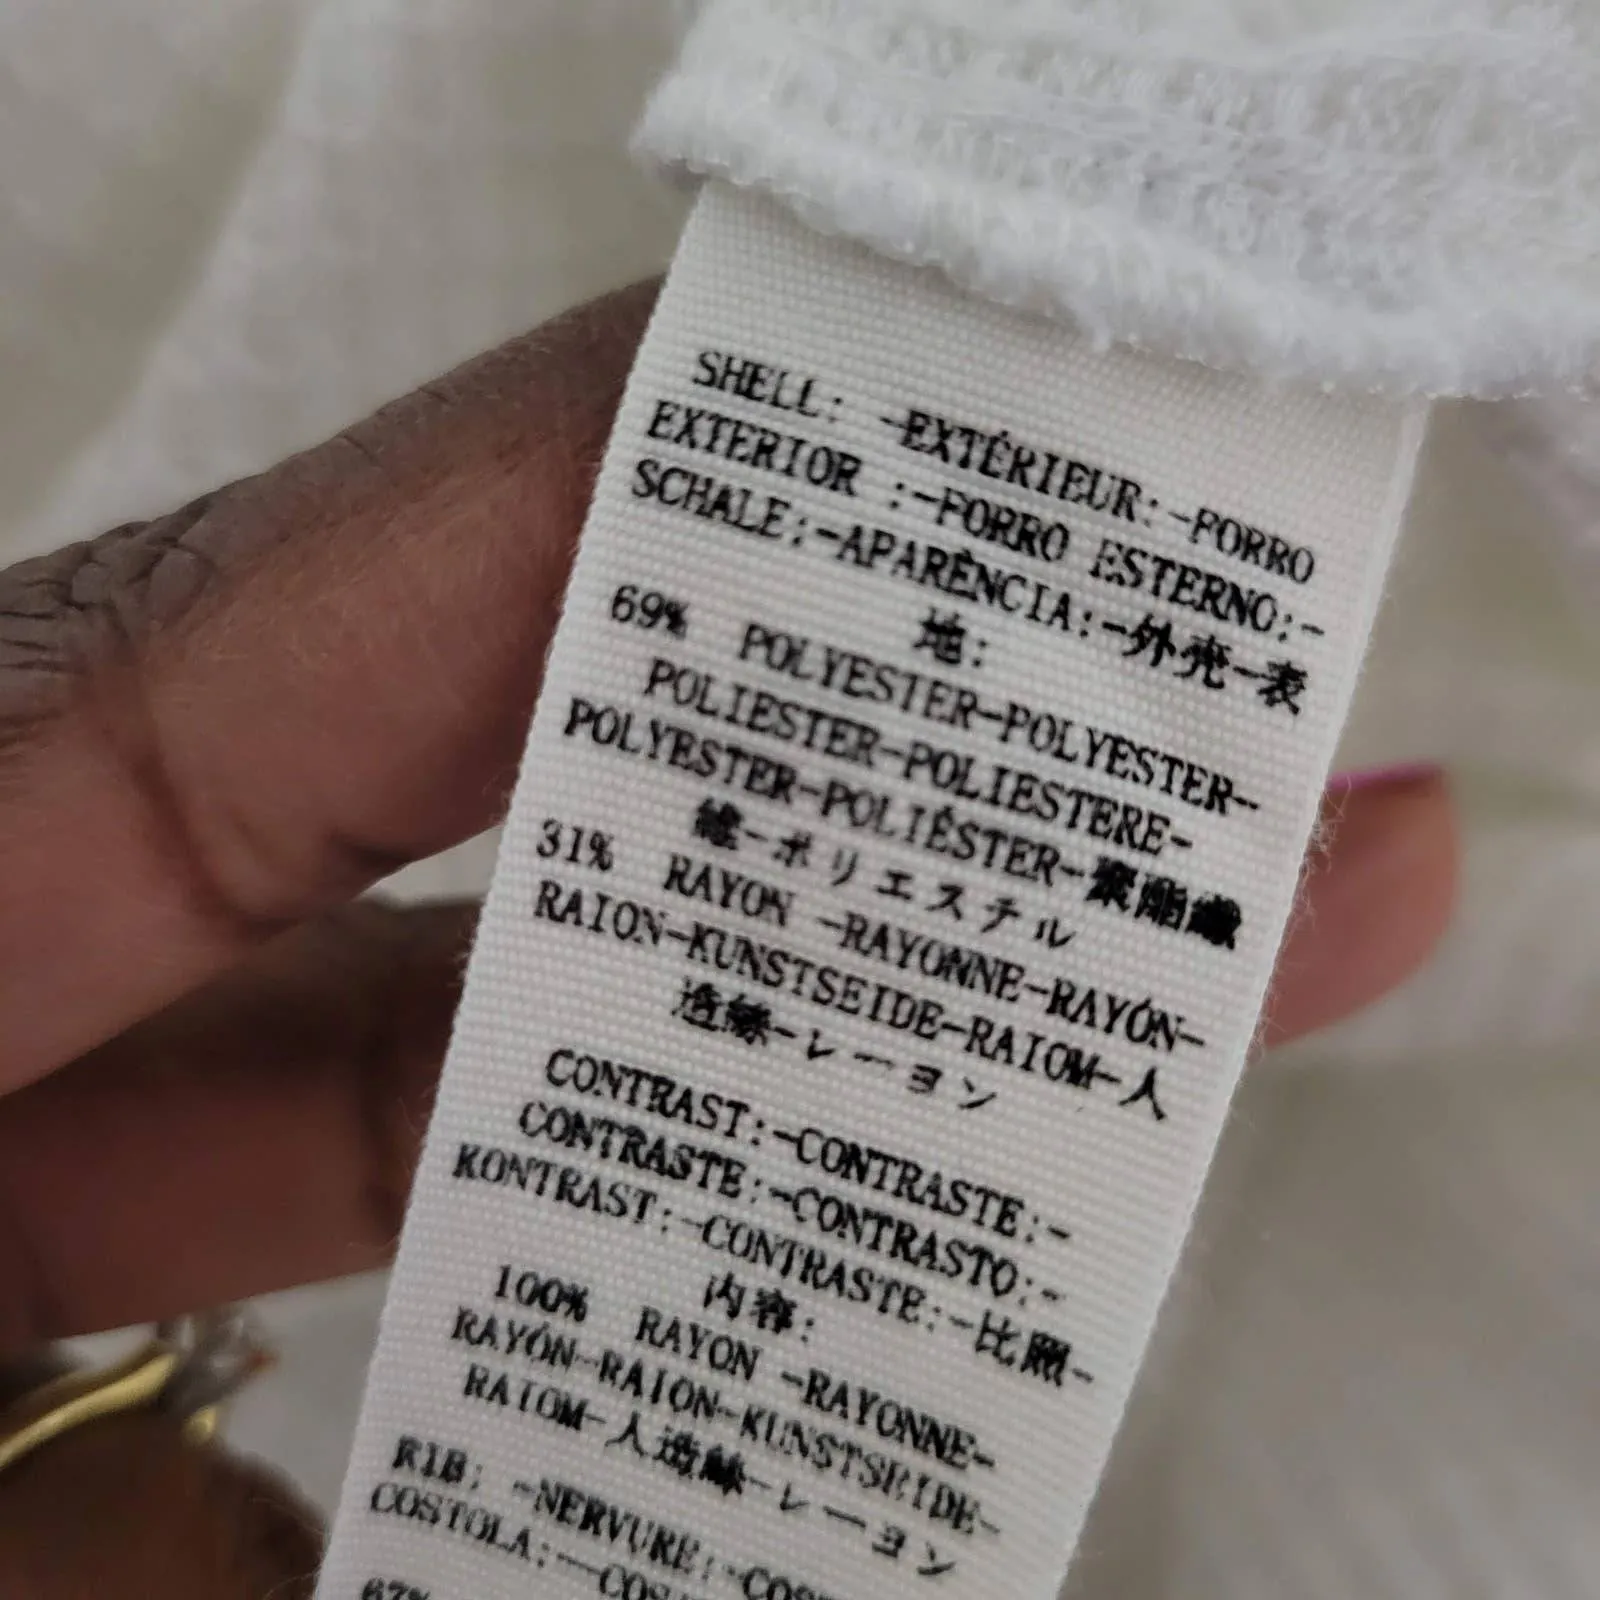 SHELL: -EXTÉRIEUR:-FORRO
EXTERIOR :-FORRO ESTERNO:-
SCHALE:-APARÊNCIA:-外壳-表
地:
69% POLYESTER-POLYESTER-
POLIESTER-POLIESTERE-
POLYESTER-POLIÉSTER-聚酯纖
維-ポリエステル
31% RAYON -RAYONNE-RAYÓN-
RAION-KUNSTSEIDE-RAIOM-人
造絲-レーヨン
CONTRAST:-CONTRASTE:-
CONTRASTE:-CONTRASTO:-
KONTRAST:-CONTRASTE:-比照-
内容:
100% RAYON -RAYONNE-
RAYÓN-RAION-KUNSTSEIDE-
RAIOM-人造絲-レーヨン
RIB: -NERVURE:-COS
COSTOLA:-
67%